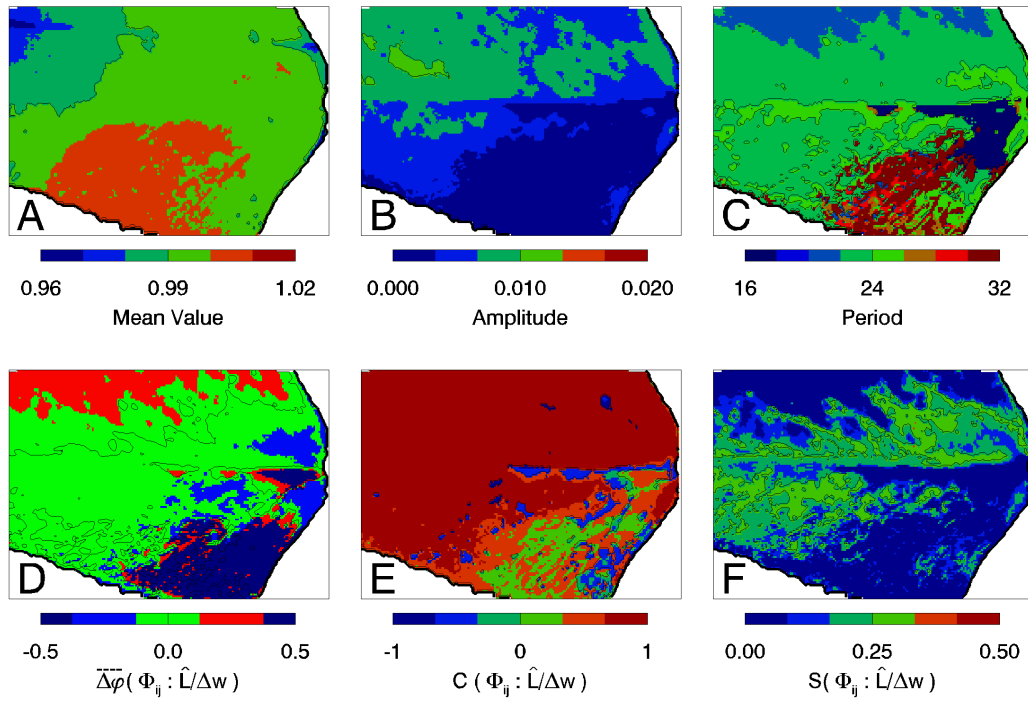 A
B
C
0.96 0.99 1.02
0.000 0.010 0.020
16 24 32
Mean Value
Amplitude
Period
D
E
F
-0.5 0.0 0.5
-1 0 1
0.00 0.25 0.50
Δφ ( Φij : L̂/Δw )
C ( Φij : L̂/Δw )
S( Φij : L̂/Δw )